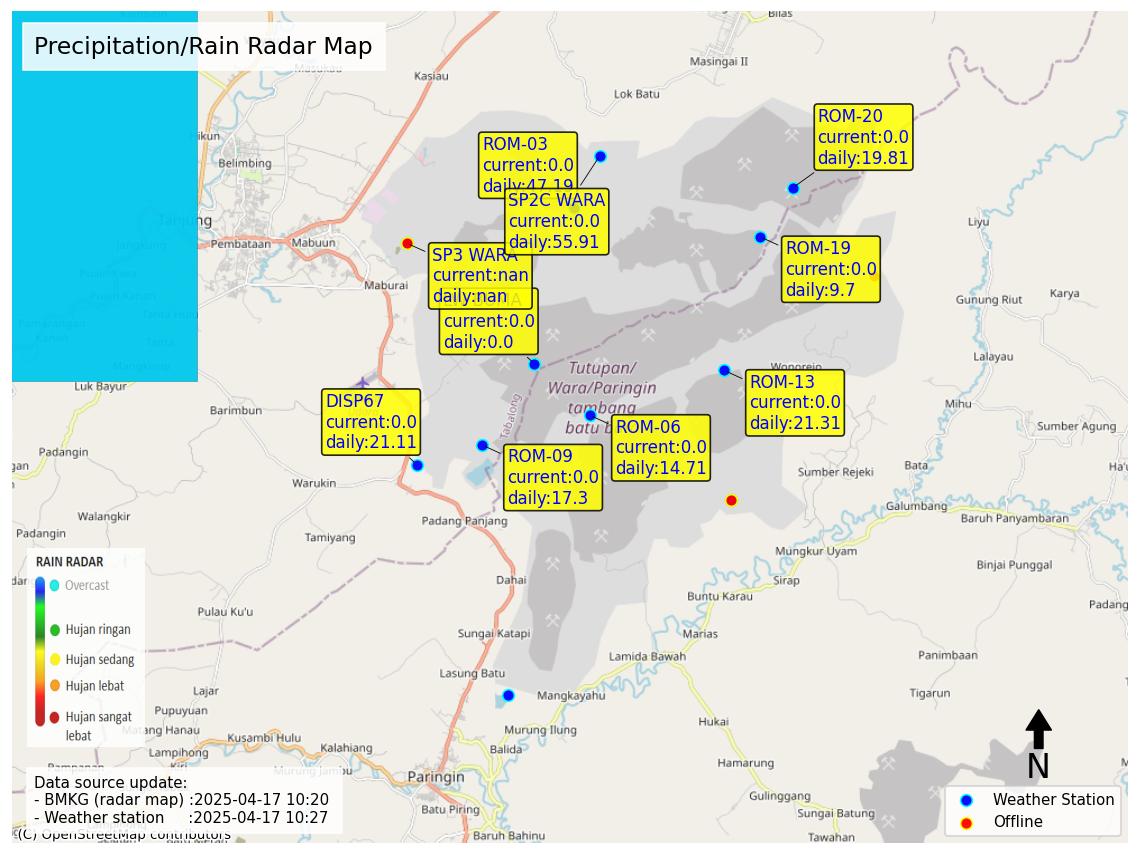 Precipitation/Rain Radar Map
Bilas
Masingai II
Kasiau
Lok Batu
Belimbing
Tanjung
Pembataan
Mabuun
Maburai
Liyu
Gunung Riut
Karya
Lalayau
Mihu
Sumber Agung
Padangin
Bata
Luk Bayur
Barimbun
Warukin
Walangkir
Padangin
Tamiyang
Padang Panjang
Dahai
Pulau Ku'u
Sungai Katapi
Lasung Batu
Lajar
Pupuyuan
Matang Hanau
Lampihong
Kusambi Hulu
Kalahiang
Murung Jambu
Paringin
Batu Piring
Baruh Bahinu
Balida
Murung Ilung
Mangkayahu
Lamida Bawah
Marias
Buntu Karau
Sirap
Mungkur Uyam
Galumbang
Baruh Panyambaran
Binjai Punggal
Sumber Rejeki
Wonorejo
Panimbaan
Tigarun
Hukai
Hamarung
Gulinggang
Sungai Batung
Tawahan
Tabalong
Tutupan/
Wara/Paringin
tambang
batu b
ROM-03
current:0.0
daily:47.19
SP2C WARA
current:0.0
daily:55.91
ROM-20
current:0.0
daily:19.81
ROM-19
current:0.0
daily:9.7
SP3 WARA
current:nan
daily:nan
current:0.0
daily:0.0
ROM-13
current:0.0
daily:21.31
DISP67
current:0.0
daily:21.11
ROM-06
current:0.0
daily:14.71
ROM-09
current:0.0
daily:17.3
RAIN RADAR
Overcast
Hujan ringan
Hujan sedang
Hujan lebat
Hujan sangat
lebat
Data source update:
- BMKG (radar map) :2025-04-17 10:20
- Weather station :2025-04-17 10:27
(C) OpenStreetMap contributors
N
Weather Station
Offline